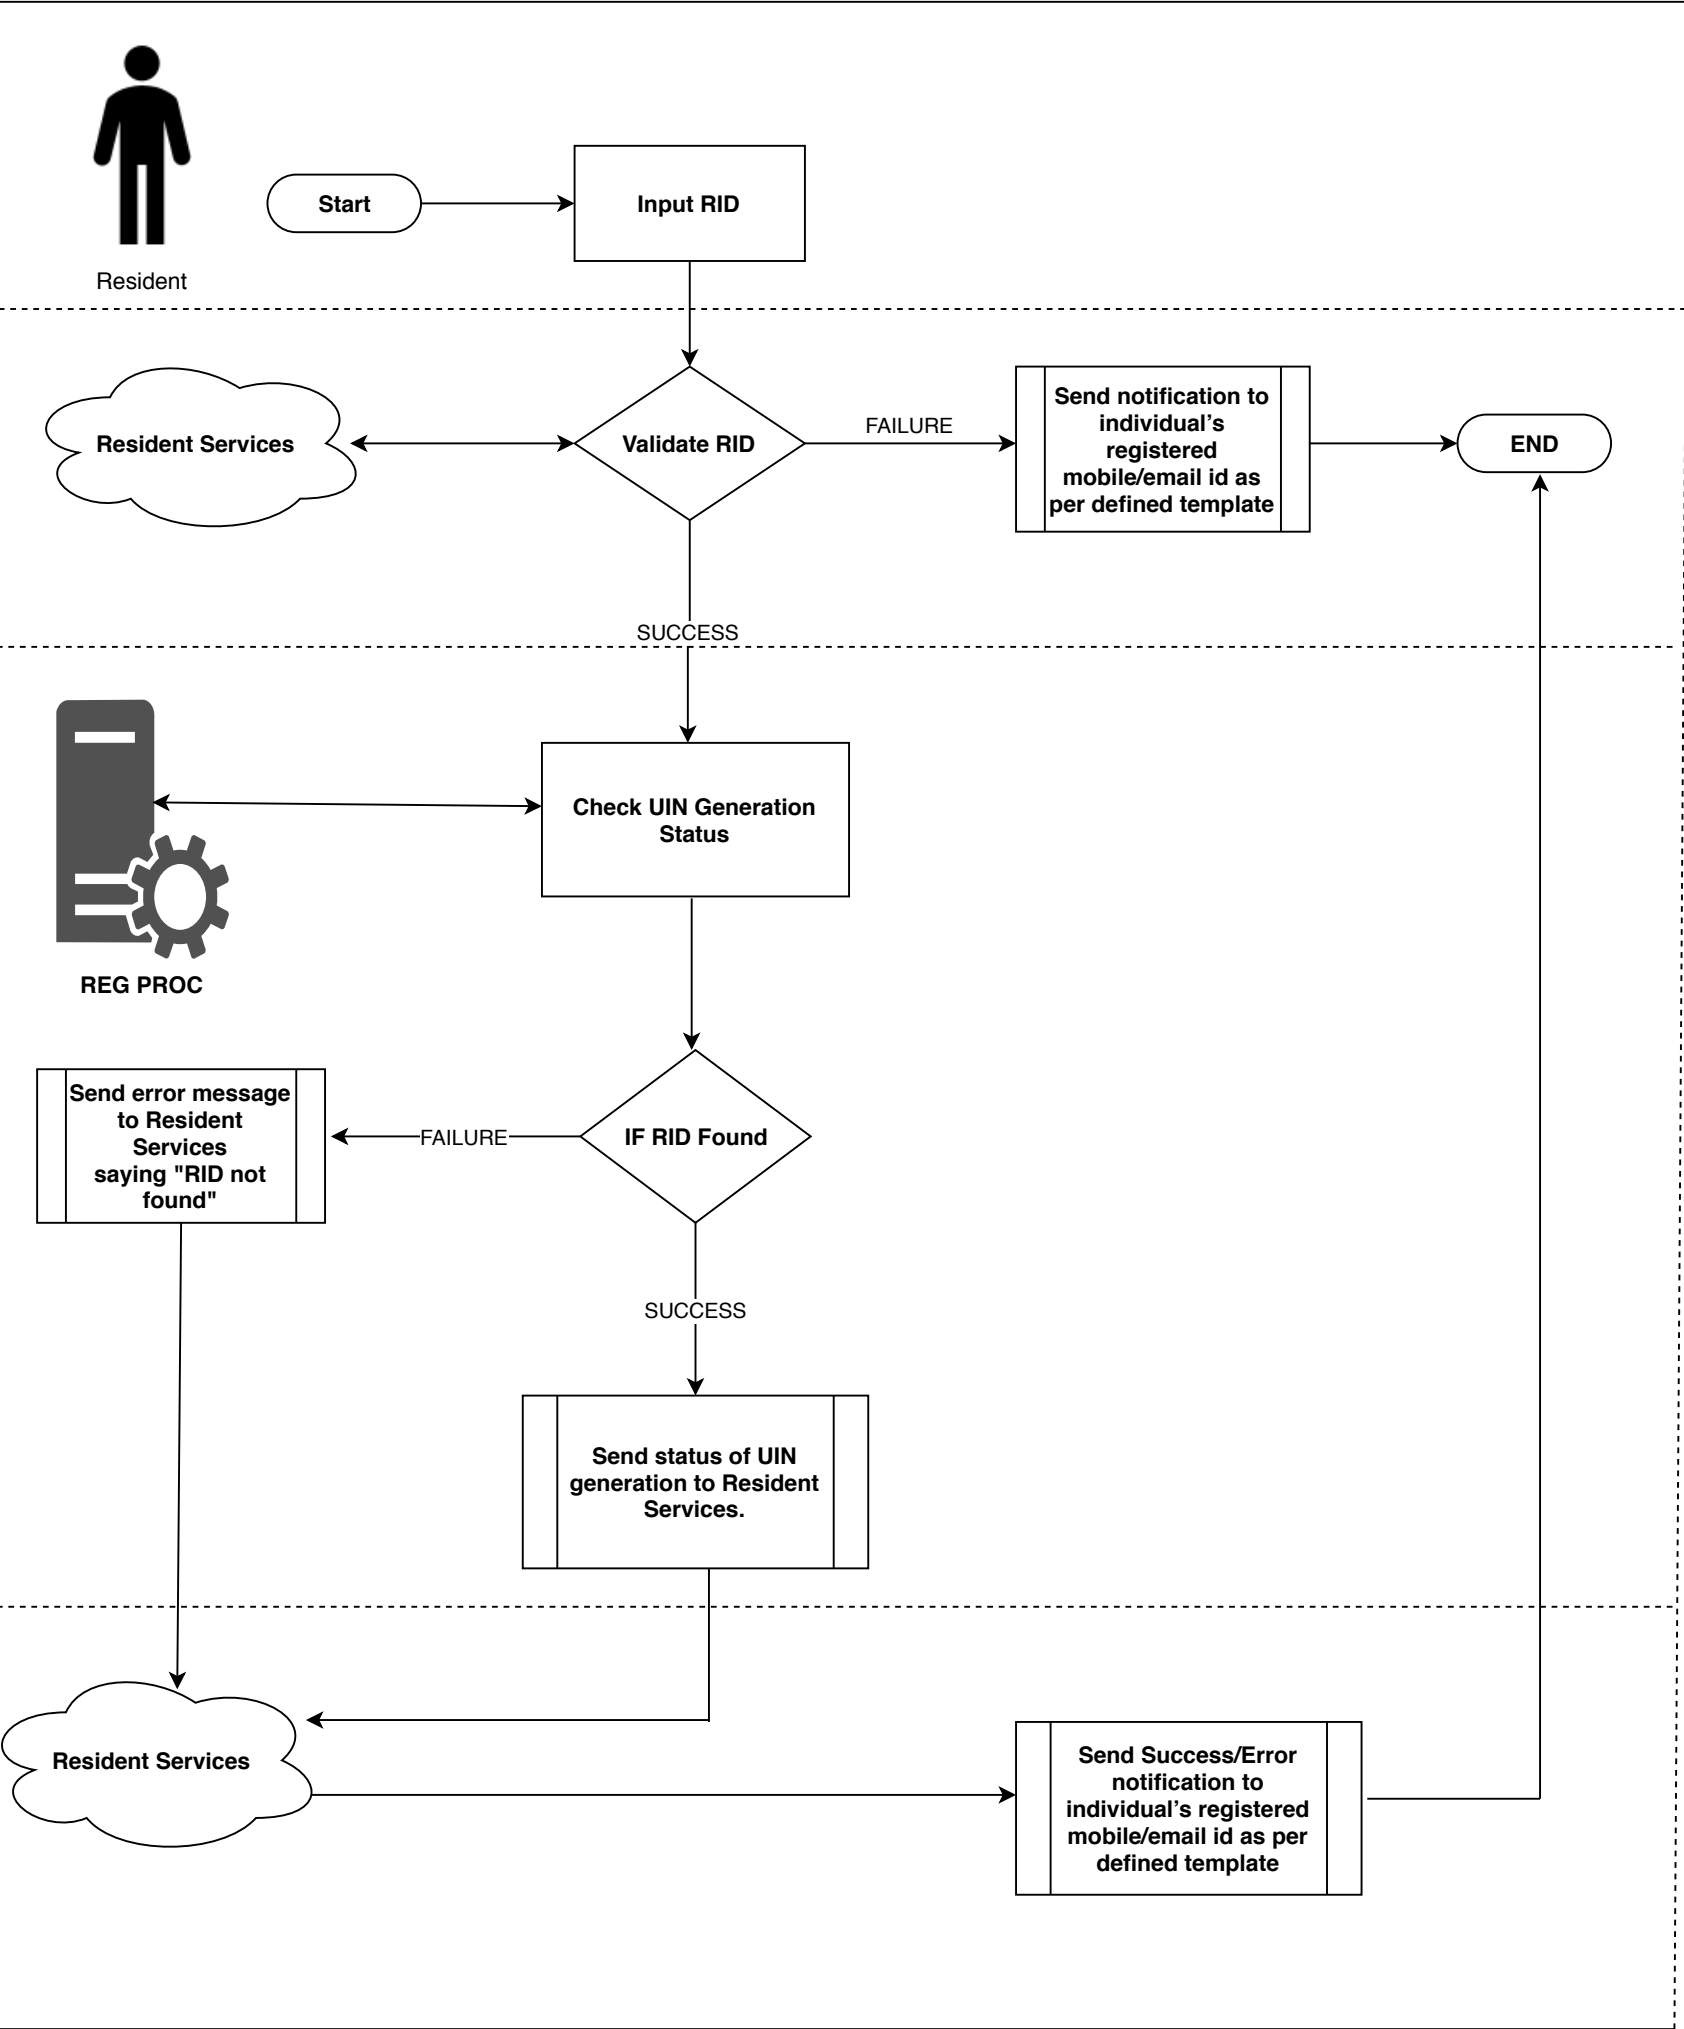 Start
Input RID
Resident
Resident Services
Validate RID
FAILURE
Send notification to
individual’s
registered
mobile/email id as
per defined template
END
SUCCESS
Check UIN Generation
Status
REG PROC
Send error message
to Resident
Services
saying "RID not
found"
FAILURE
IF RID Found
SUCCESS
Send status of UIN
generation to Resident
Services.
Resident Services
Send Success/Error
notification to
individual’s registered
mobile/email id as per
defined template